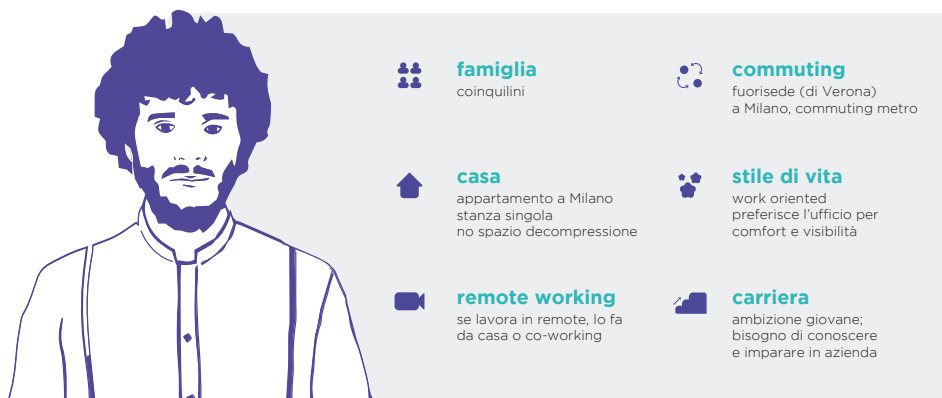 famiglia
coinquilini
commuting
fuorisede (di Verona)
a Milano, commuting metro
casa
appartamento a Milano
stanza singola
no spazio decompressione
stile di vita
work oriented
preferisce l'ufficio per
comfort e visibilità
remote working
se lavora in remote, lo fa
da casa o co-working
carriera
ambizione giovane;
bisogno di conoscere
e imparare in azienda